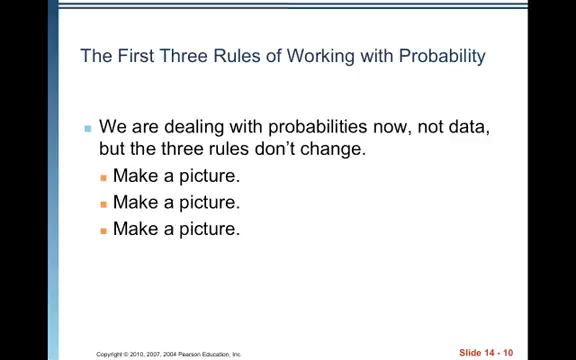 The First Three Rules of Working with Probability
We are dealing with probabilities now, not data,
but the three rules don't change.
Make a picture.
Make a picture.
Make a picture.
Copyright © 2010, 2007, 2004 Pearson Education, Inc.
Slide 14 - 10